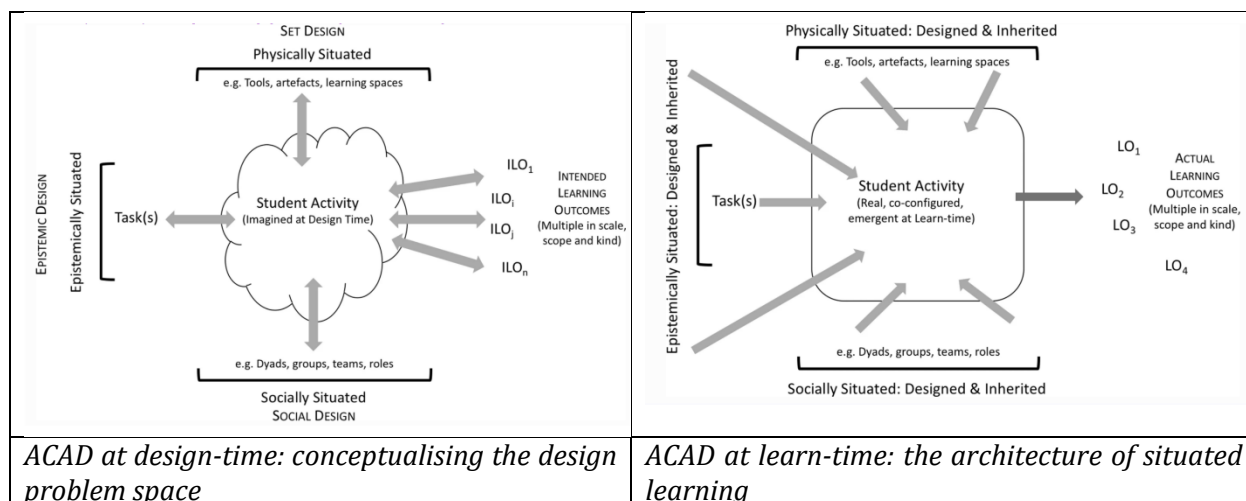 SET DESIGN
Physically Situated
e.g. Tools, artefacts, learning spaces
EPISTEMIC DESIGN
Epistemically Situated
Task(s)
Student Activity
(Imagined at Design Time)
ILO1
ILOi
ILOj
ILOn
INTENDED
LEARNING
OUTCOMES
(Multiple in scale,
scope and kind)
e.g. Dyads, groups, teams, roles
Socially Situated
SOCIAL DESIGN
ACAD at design-time: conceptualising the design
problem space
Physically Situated: Designed & Inherited
e.g. Tools, artefacts, learning spaces
Epistemically Situated: Designed & Inherited
Task(s)
Student Activity
(Real, co-configured,
emergent at Learn-time)
LO1
LO2
LO3
LO4
ACTUAL
LEARNING
OUTCOMES
(Multiple in scale,
scope and kind)
e.g. Dyads, groups, teams, roles
Socially Situated: Designed & Inherited
ACAD at learn-time: the architecture of situated
learning